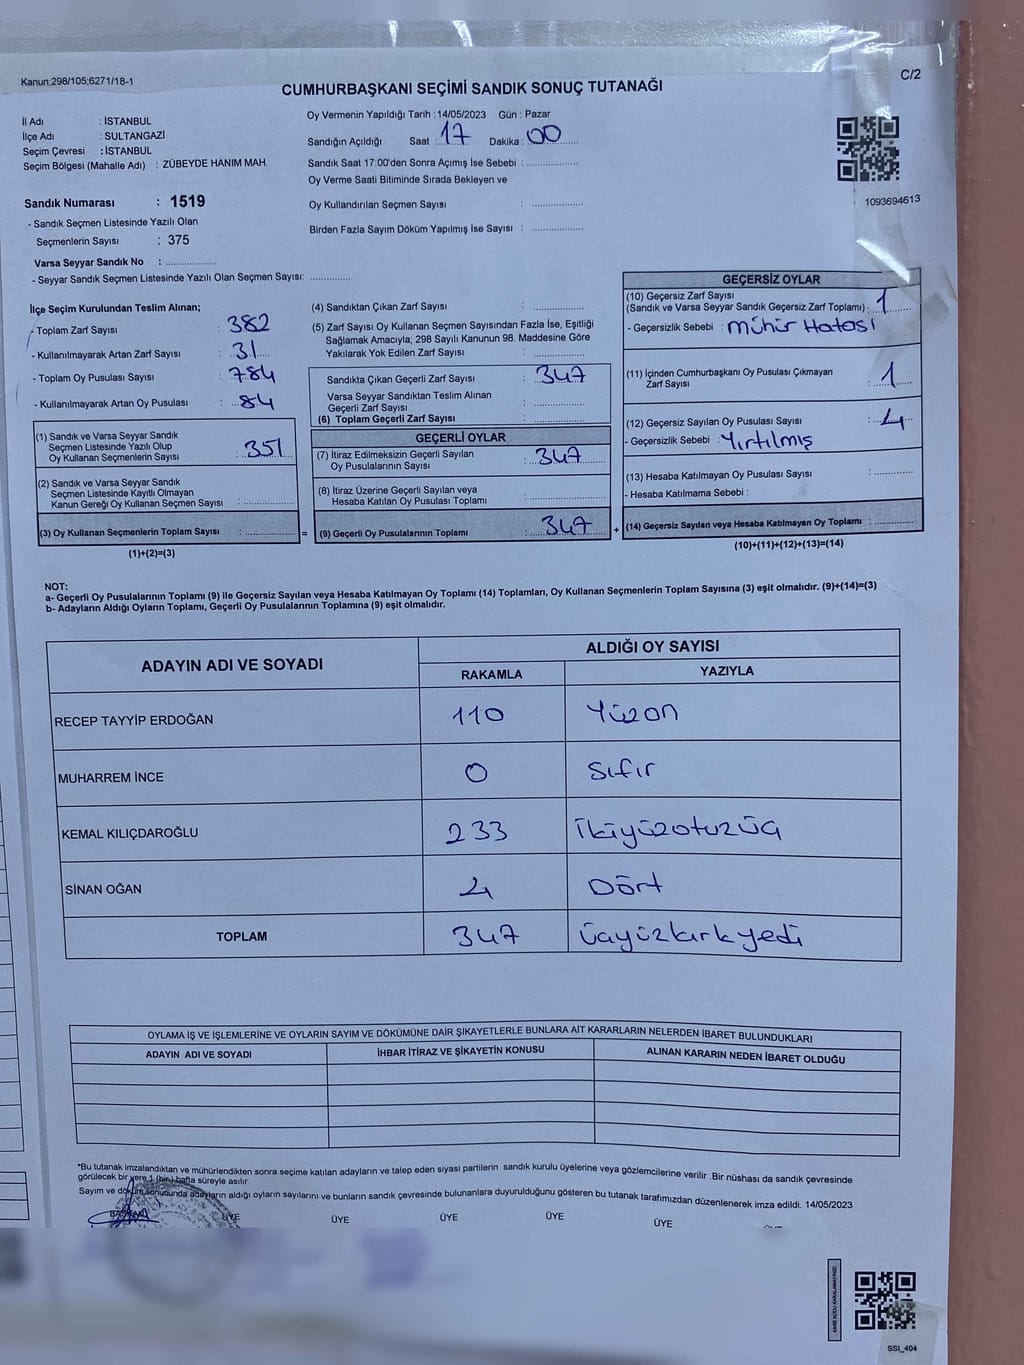 Kanun;298/105;6271/18-1
C/2
CUMHURBAŞKANI SEÇİMİ SANDIK SONUÇ TUTANAĞI
İl Adı : İSTANBUL
İlçe Adı : SULTANGAZİ
Seçim Çevresi : İSTANBUL
Seçim Bölgesi (Mahalle Adı) : ZÜBEYDE HANIM MAH.
Sandık Numarası : 1519
- Sandık Seçmen Listesinde Yazılı Olan
Seçmenlerin Sayısı : 375
Varsa Seyyar Sandık No : ................
- Seyyar Sandık Seçmen Listesinde Yazılı Olan Seçmen Sayısı: .............
Oy Vermenin Yapıldığı Tarih : 14/05/2023 Gün : Pazar
Sandığın Açıldığı Saat : 17 Dakika : 00
Sandık Saat 17:00'den Sonra Açımış İse Sebebi : .................
Oy Verme Saati Bitiminde Sırada Bekleyen ve
Oy Kullandırılan Seçmen Sayısı : .................
Birden Fazla Sayım Döküm Yapılmış İse Sayısı : .................
1093694613
İlçe Seçim Kurulundan Teslim Alınan;
- Toplam Zarf Sayısı : 382
- Kullanılmayarak Artan Zarf Sayısı : 31
- Toplam Oy Pusulası Sayısı : 784
- Kullanılmayarak Artan Oy Pusulası : 84
(1) Sandık ve Varsa Seyyar Sandık
Seçmen Listesinde Yazılı Olup
Oy Kullanan Seçmenlerin Sayısı : 351
(2) Sandık ve Varsa Seyyar Sandık
Seçmen Listesinde Kayıtlı Olmayan
Kanun Gereği Oy Kullanan Seçmen Sayısı : .................
(3) Oy Kullanan Seçmenlerin Toplam Sayısı : .................
(1)+(2)=(3)
=
(4) Sandıktan Çıkan Zarf Sayısı : .................
(5) Zarf Sayısı Oy Kullanan Seçmen Sayısından Fazla İse, Eşitliği
Sağlamak Amacıyla; 298 Sayılı Kanunun 98. Maddesine Göre
Yakılarak Yok Edilen Zarf Sayısı : .................
Sandıkta Çıkan Geçerli Zarf Sayısı : 347
Varsa Seyyar Sandıktan Teslim Alınan
Geçerli Zarf Sayısı : .................
(6) Toplam Geçerli Zarf Sayısı : .................
GEÇERLİ OYLAR
(7) İtiraz Edilmeksizin Geçerli Sayılan
Oy Pusulalarının Sayısı : 347
(8) İtiraz Üzerine Geçerli Sayılan veya
Hesaba Katılan Oy Pusulası Toplamı : .................
(9) Geçerli Oy Pusulalarının Toplamı : 347
+
GEÇERSİZ OYLAR
(10) Geçersiz Zarf Sayısı
(Sandık ve Varsa Seyyar Sandık Geçersiz Zarf Toplamı) : 1
- Geçersizlik Sebebi : Mühür Hatası
(11) İçinden Cumhurbaşkanı Oy Pusulası Çıkmayan
Zarf Sayısı : 1
(12) Geçersiz Sayılan Oy Pusulası Sayısı : 4
- Geçersizlik Sebebi : Yırtılmış
(13) Hesaba Katılmayan Oy Pusulası Sayısı : .............
- Hesaba Katılmama Sebebi :
(14) Geçersiz Sayılan veya Hesaba Katılmayan Oy Toplamı : .............
(10)+(11)+(12)+(13)=(14)
NOT:
a- Geçerli Oy Pusulalarının Toplamı (9) ile Geçersiz Sayılan veya Hesaba Katılmayan Oy Toplamı (14) Toplamları, Oy Kullanan Seçmenlerin Toplam Sayısına (3) eşit olmalıdır. (9)+(14)=(3)
b- Adayların Aldığı Oyların Toplamı, Geçerli Oy Pusulalarının Toplamına (9) eşit olmalıdır.
ADAYIN ADI VE SOYADI
ALDIĞI OY SAYISI
RAKAMLA YAZIYLA
RECEP TAYYİP ERDOĞAN 110 Yüzon
MUHARREM İNCE 0 Sıfır
KEMAL KILIÇDAROĞLU 233 İkiyüzotuzüç
SİNAN OĞAN 4 Dört
TOPLAM 347 Üçyüzkırkyedi
OYLAMA İŞ VE İŞLEMLERİNE VE OYLARIN SAYIM VE DÖKÜMÜNE DAİR ŞİKAYETLERLE BUNLARA AİT KARARLARIN NELERDEN İBARET BULUNDUKLARI
ADAYIN ADI VE SOYADI İHBAR İTİRAZ VE ŞİKAYETİN KONUSU ALINAN KARARIN NEDEN İBARET OLDUĞU
*Bu tutanak imzalandıktan ve mühürlendikten sonra seçime katılan adayların ve talep eden siyasi partilerin sandık kurulu üyelerine veya gözlemcilerine verilir .Bir nüshası da sandık çevresinde
görülecek bir yere 1 (bir) hafta süreyle asılır.
Sayım ve döküm sonucunda adayların aldığı oyların sayılarını ve bunların sandık çevresinde bulunanlara duyurulduğunu gösteren bu tutanak tarafımızdan düzenlenerek imza edildi. 14/05/2023
BAŞKAN ÜYE ÜYE ÜYE ÜYE ÜYE
SSI_404